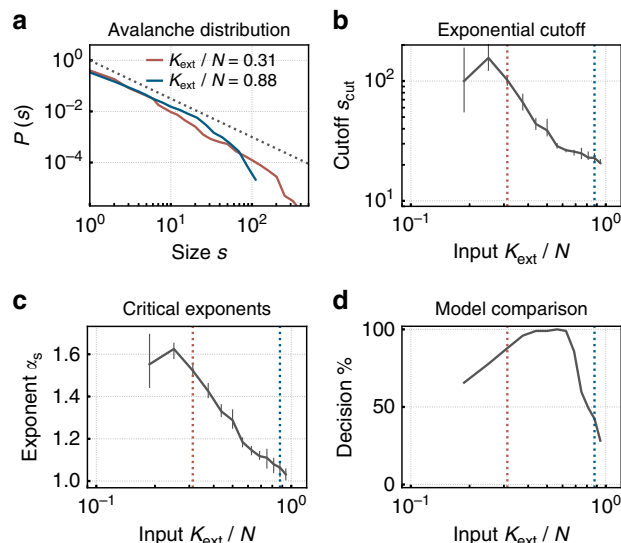 a
Avalanche distribution
K_ext / N = 0.31
K_ext / N = 0.88
10^0
10^−2
10^−4
P (s)
10^0
10^1
10^2
Size s
b
Exponential cutoff
10^2
10^1
Cutoff s_cut
10^−1
10^0
Input K_ext / N
c
Critical exponents
1.6
1.4
1.2
1.0
Exponent α_s
10^−1
10^0
Input K_ext / N
d
Model comparison
100
50
0
Decision %
10^−1
10^0
Input K_ext / N